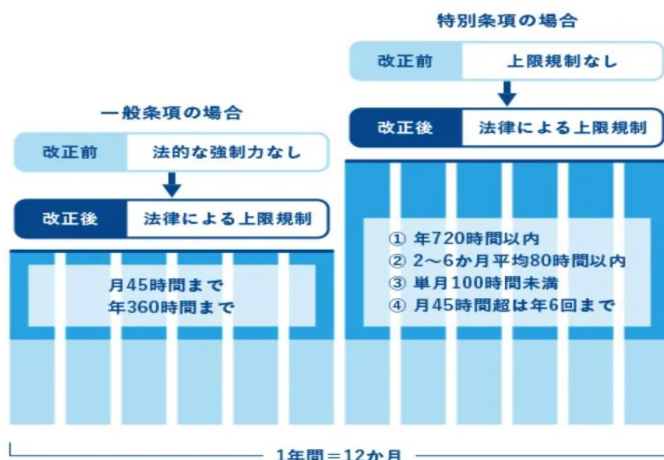 特別条項の場合
改正前 上限規制なし
改正後 法律による上限規制
① 年720時間以内
② 2～6か月平均80時間以内
③ 単月100時間未満
④ 月45時間超は年6回まで
一般条項の場合
改正前 法的な強制力なし
改正後 法律による上限規制
月45時間まで
年360時間まで
1年間＝12か月